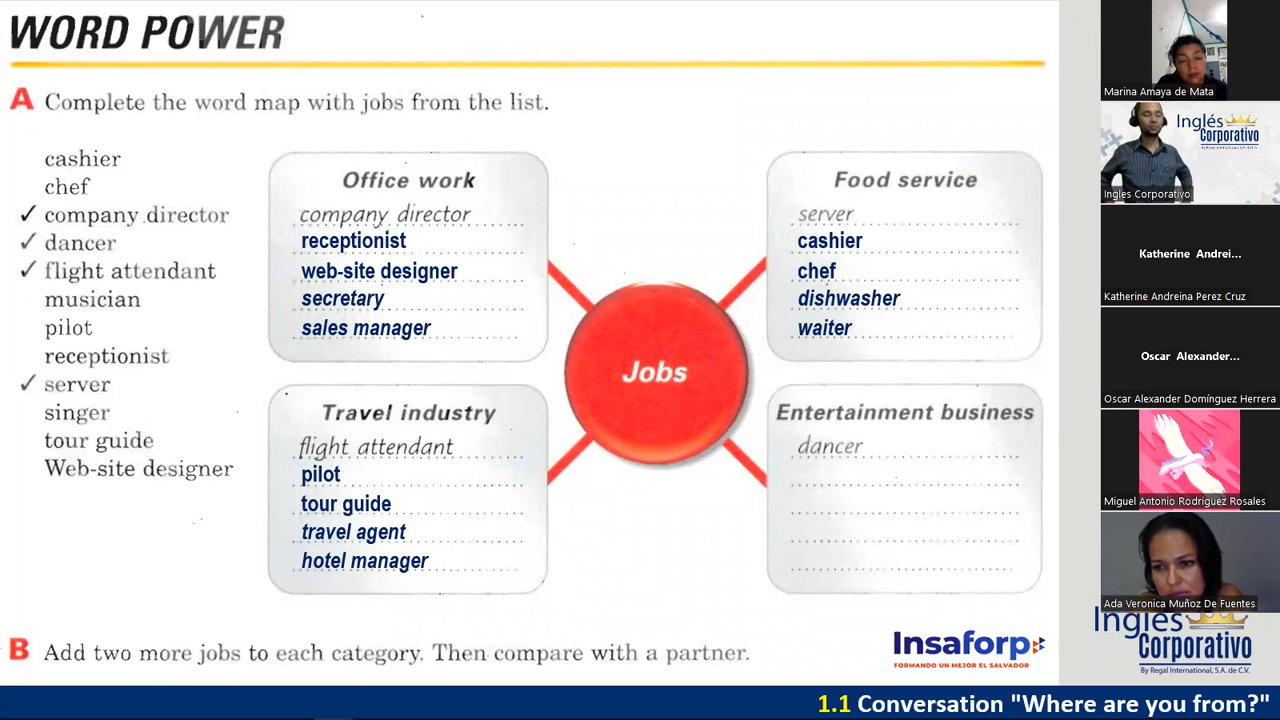 WORD POWER
A Complete the word map with jobs from the list.
cashier
chef
✓ company director
✓ dancer
✓ flight attendant
musician
pilot
receptionist
✓ server
singer
tour guide
Web-site designer
Office work
company director
receptionist
web-site designer
secretary
sales manager
Food service
server
cashier
chef
dishwasher
waiter
Jobs
Travel industry
flight attendant
pilot
tour guide
travel agent
hotel manager
Entertainment business
dancer
B Add two more jobs to each category. Then compare with a partner.
Insaforp
FORMANDO UN MEJOR EL SALVADOR
1.1 Conversation "Where are you from?"
Marina Amaya de Mata
Inglés
Corporativo
By Regal International, S.A. de C.V.
Ingles Corporativo
Katherine Andrei...
Katherine Andreina Perez Cruz
Oscar Alexander...
Oscar Alexander Domínguez Herrera
Miguel Antonio Rodriguez Rosales
Ada Veronica Muñoz De Fuentes
Inglés
Corporativo
By Regal International, S.A. de C.V.